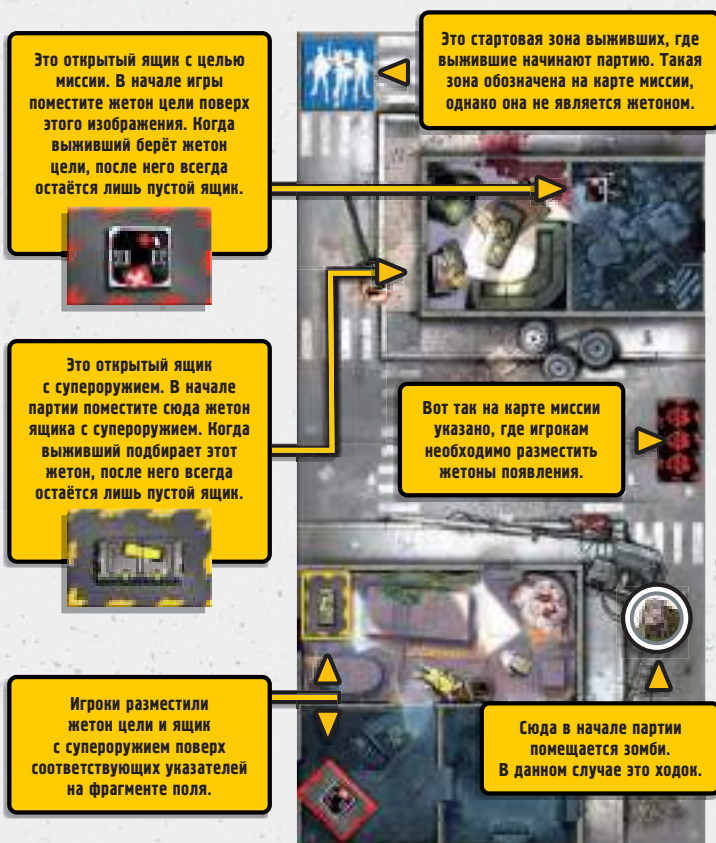 Это открытый ящик с целью
миссии. В начале игры
поместите жетон цели поверх
этого изображения. Когда
выживший берёт жетон
цели, после него всегда
остаётся лишь пустой ящик.
Это стартовая зона выживших, где
выжившие начинают партию. Такая
зона обозначена на карте миссии,
однако она не является жетоном.
Это открытый ящик
с супероружием. В начале
партии поместите сюда жетон
ящика с супероружием. Когда
выживший подбирает этот
жетон, после него всегда
остаётся лишь пустой ящик.
Вот так на карте миссии
указано, где игрокам
необходимо разместить
жетоны появления.
Игроки разместили
жетон цели и ящик
с супероружием поверх
соответствующих указателей
на фрагменте поля.
Сюда в начале партии
помещается зомби.
В данном случае это ходок.